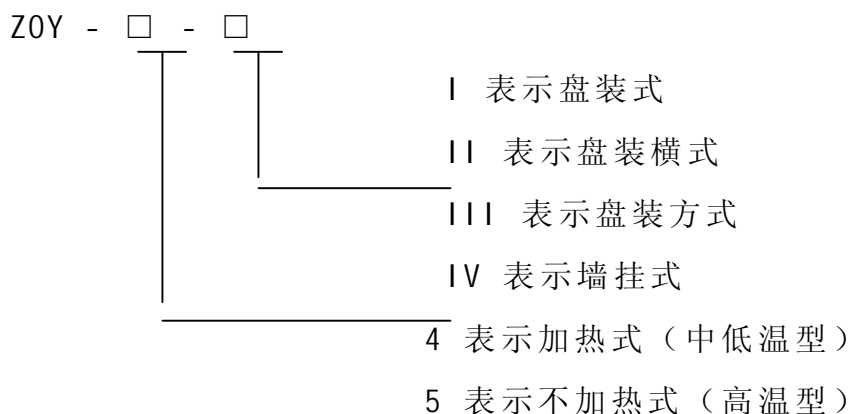 ZOY - □ - □
I 表示盘装式
II 表示盘装横式
III 表示盘装方式
IV 表示墙挂式
4 表示加热式（中低温型）
5 表示不加热式（高温型）